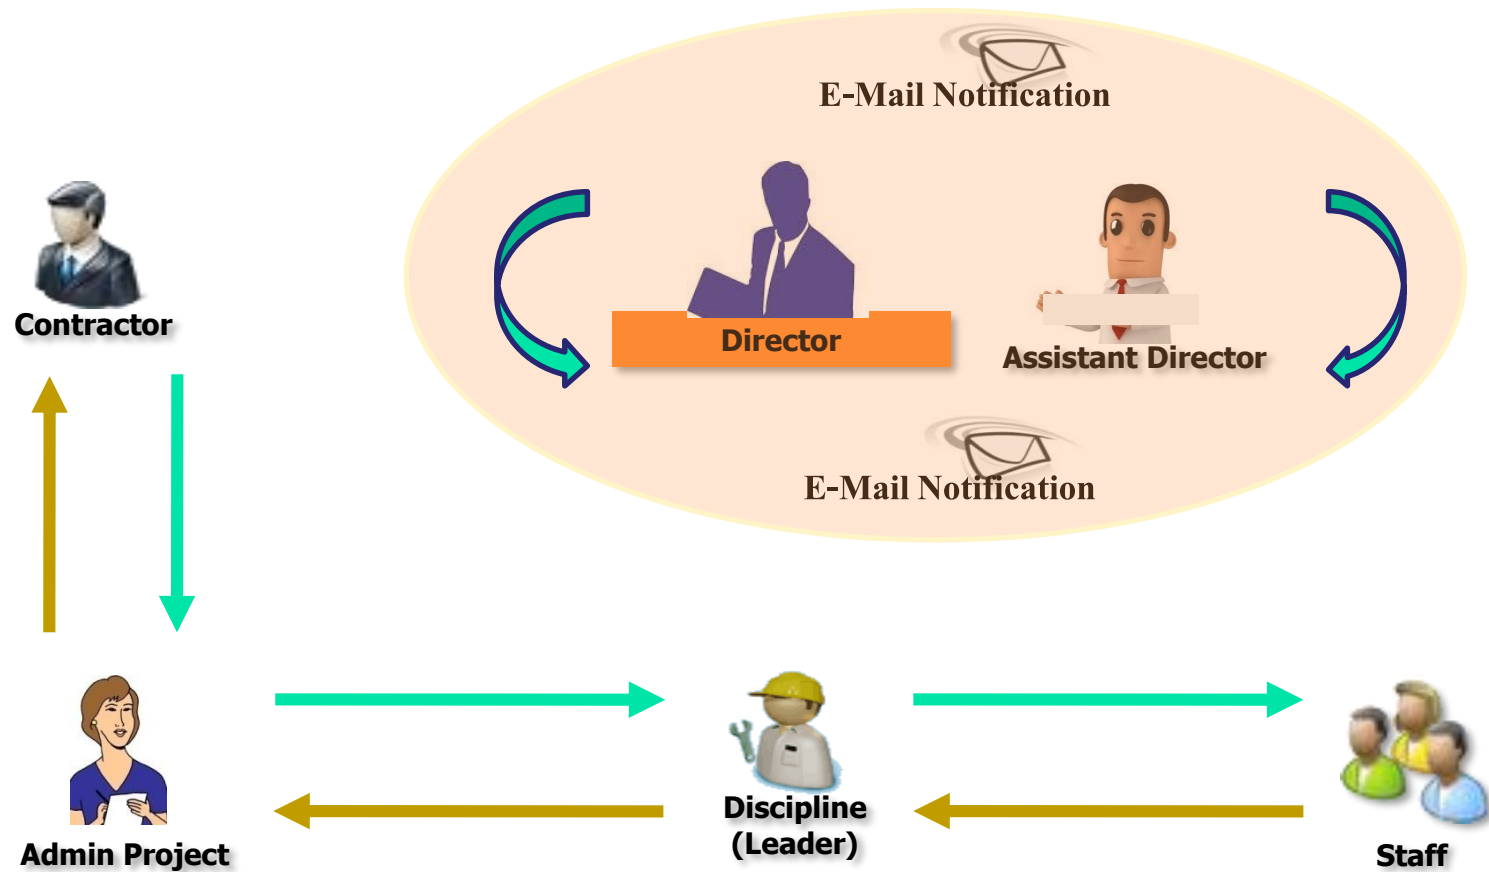 E-Mail Notification
Contractor
Director
Assistant Director
E-Mail Notification
Discipline
(Leader)
Admin Project
Staff